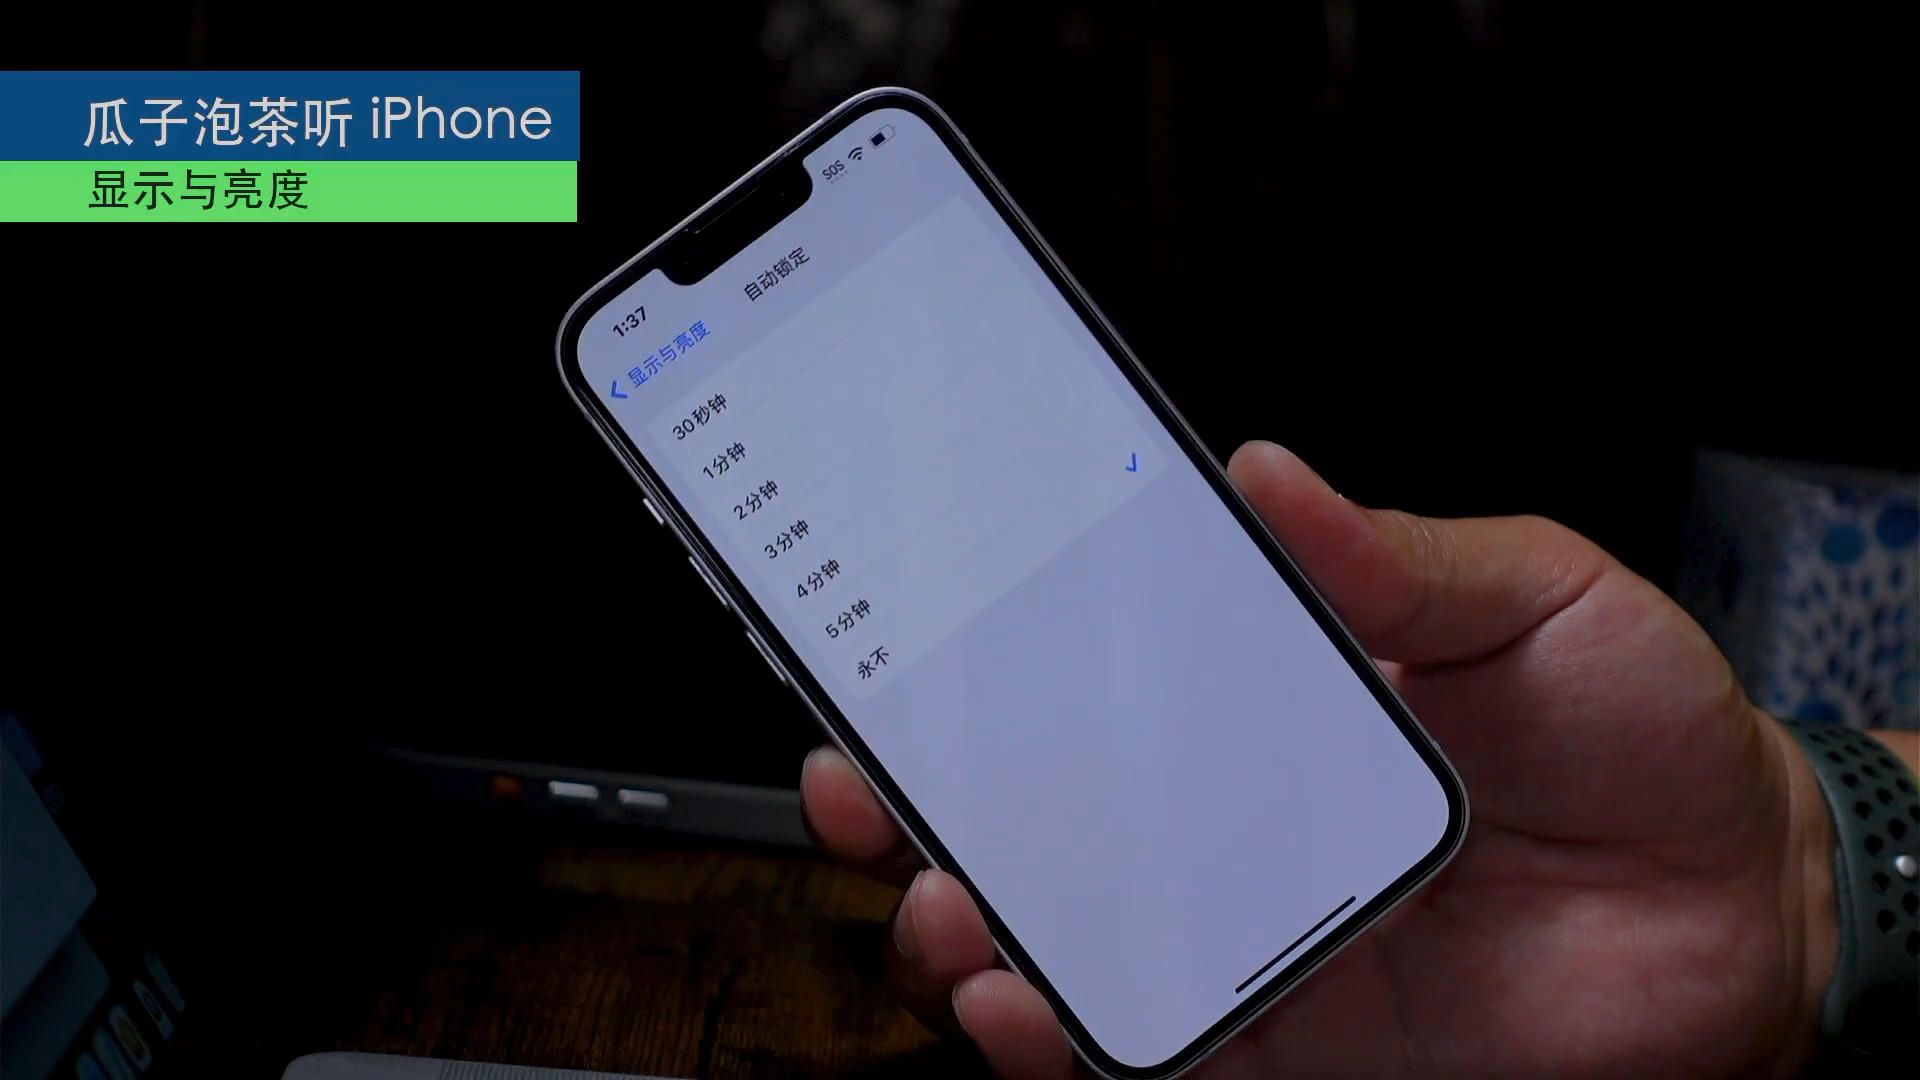 瓜子泡茶听 iPhone
显示与亮度
1:37
SOS
自动锁定
显示与亮度
30秒钟
1分钟
2分钟
3分钟
4分钟
5分钟
永不